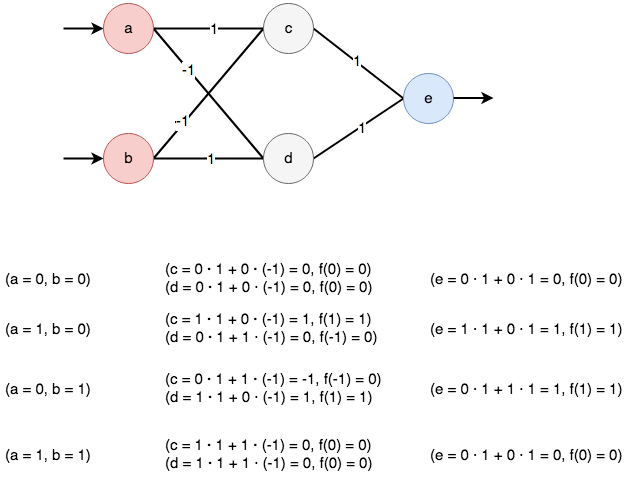 a
1
c
-1
1
e
-1
1
b
1
d
(a = 0, b = 0)
(c = 0 · 1 + 0 · (-1) = 0, f(0) = 0)
(d = 0 · 1 + 0 · (-1) = 0, f(0) = 0)
(e = 0 · 1 + 0 · 1 = 0, f(0) = 0)
(a = 1, b = 0)
(c = 1 · 1 + 0 · (-1) = 1, f(1) = 1)
(d = 0 · 1 + 1 · (-1) = 0, f(-1) = 0)
(e = 1 · 1 + 0 · 1 = 1, f(1) = 1)
(a = 0, b = 1)
(c = 0 · 1 + 1 · (-1) = -1, f(-1) = 0)
(d = 1 · 1 + 0 · (-1) = 1, f(1) = 1)
(e = 0 · 1 + 1 · 1 = 1, f(1) = 1)
(a = 1, b = 1)
(c = 1 · 1 + 1 · (-1) = 0, f(0) = 0)
(d = 1 · 1 + 1 · (-1) = 0, f(0) = 0)
(e = 0 · 1 + 0 · 1 = 0, f(0) = 0)